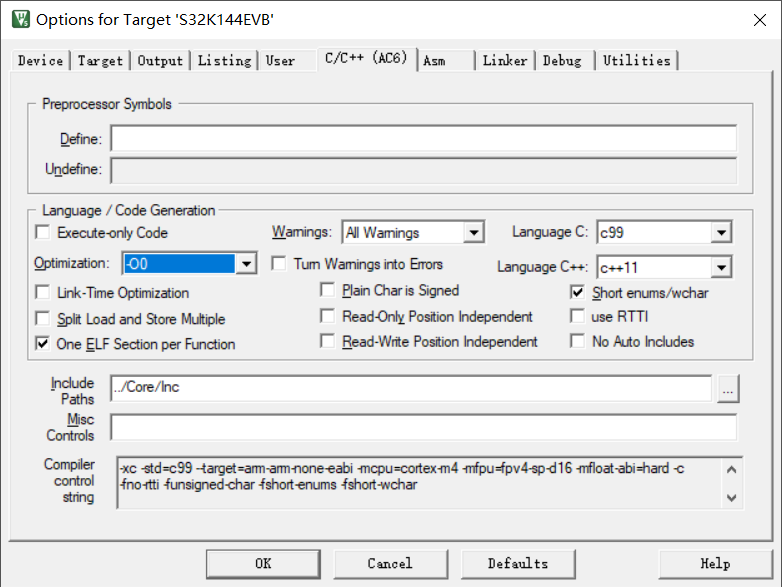 Options for Target 'S32K144EVB'
Device Target Output Listing User C/C++ (AC6) Asm Linker Debug Utilities
Preprocessor Symbols
Define:
Undefine:
Language / Code Generation
Execute-only Code Warnings: All Warnings Language C: c99
Optimization: -O0 Turn Warnings into Errors Language C++: c++11
Link-Time Optimization Plain Char is Signed Short enums/wchar
Split Load and Store Multiple Read-Only Position Independent use RTTI
One ELF Section per Function Read-Write Position Independent No Auto Includes
Include
Paths
../Core/Inc
...
Misc
Controls
Compiler
control
string
-xc -std=c99 --target=arm-arm-none-eabi -mcpu=cortex-m4 -mfpu=fpv4-sp-d16 -mfloat-abi=hard -c
-fno-rtti -funsigned-char -fshort-enums -fshort-wchar
OK Cancel Defaults Help